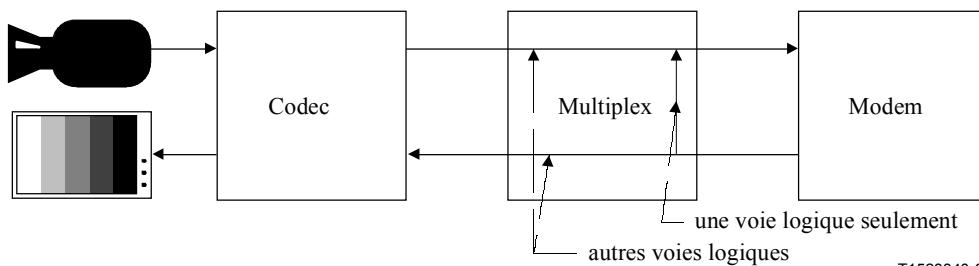 Codec
Multiplex
Modem
une voie logique seulement
autres voies logiques